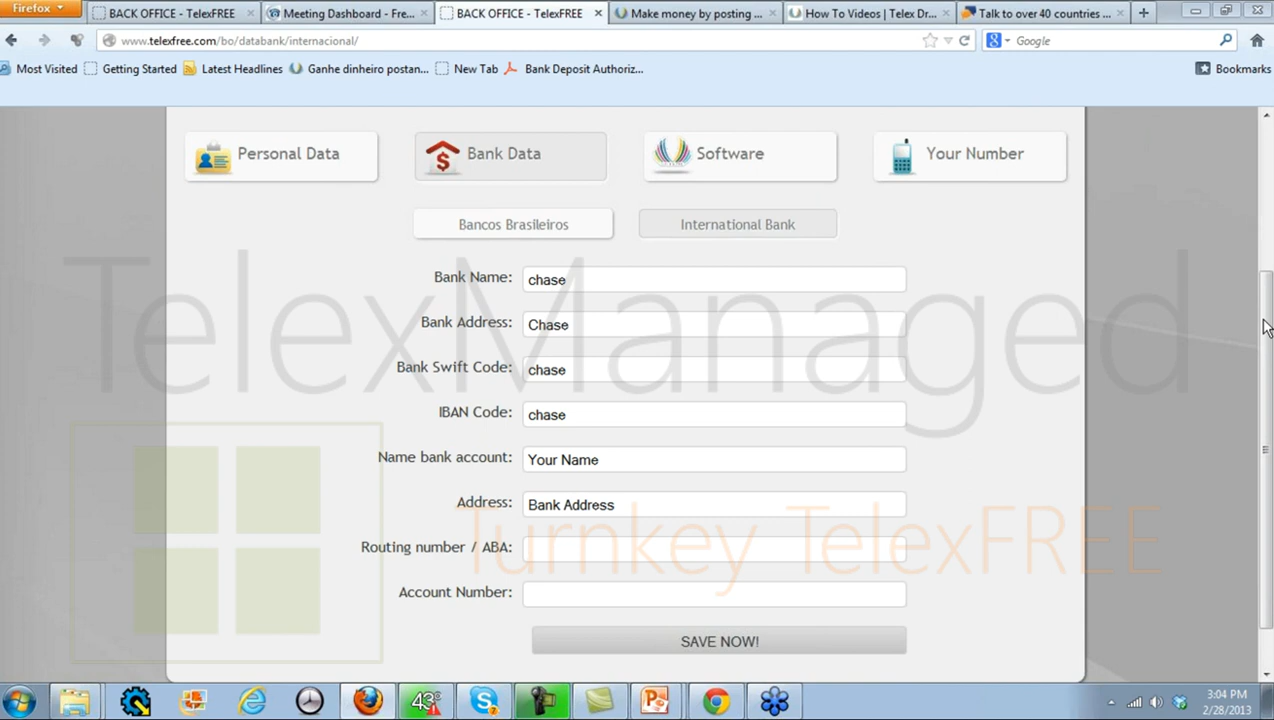 Firefox
BACK OFFICE - TelexFREE
Meeting Dashboard - Fre...
BACK OFFICE - TelexFREE
Make money by posting ...
How To Videos | Telex Dr...
Talk to over 40 countries ...
www.telexfree.com/bo/databank/internacional/
Google
Most Visited
Getting Started
Latest Headlines
Ganhe dinheiro postan...
New Tab
Bank Deposit Authoriz...
Bookmarks
Personal Data
Bank Data
Software
Your Number
Bancos Brasileiros
International Bank
TelexManaged
Bank Name: chase
Bank Address: Chase
Bank Swift Code: chase
IBAN Code: chase
Name bank account: Your Name
Address: Bank Address
Turnkey TelexFREE
Routing number / ABA:
Account Number:
SAVE NOW!
43°
3:04 PM
2/28/2013